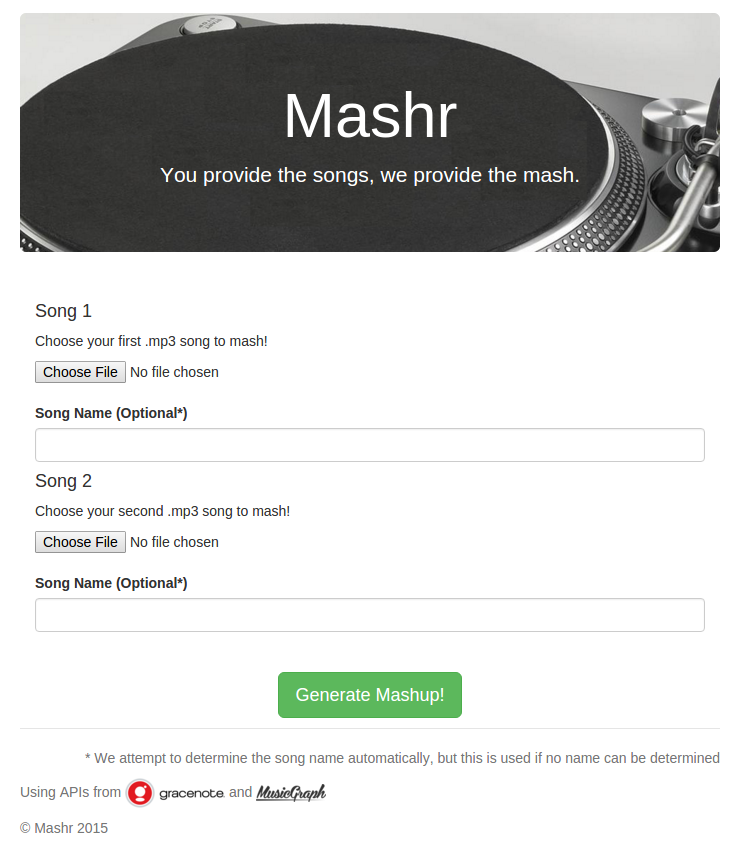 Mashr
You provide the songs, we provide the mash.
Song 1
Choose your first .mp3 song to mash!
Choose File No file chosen
Song Name (Optional*)
Song 2
Choose your second .mp3 song to mash!
Choose File No file chosen
Song Name (Optional*)
Generate Mashup!
* We attempt to determine the song name automatically, but this is used if no name can be determined
Using APIs from gracenote. and MusicGraph
© Mashr 2015